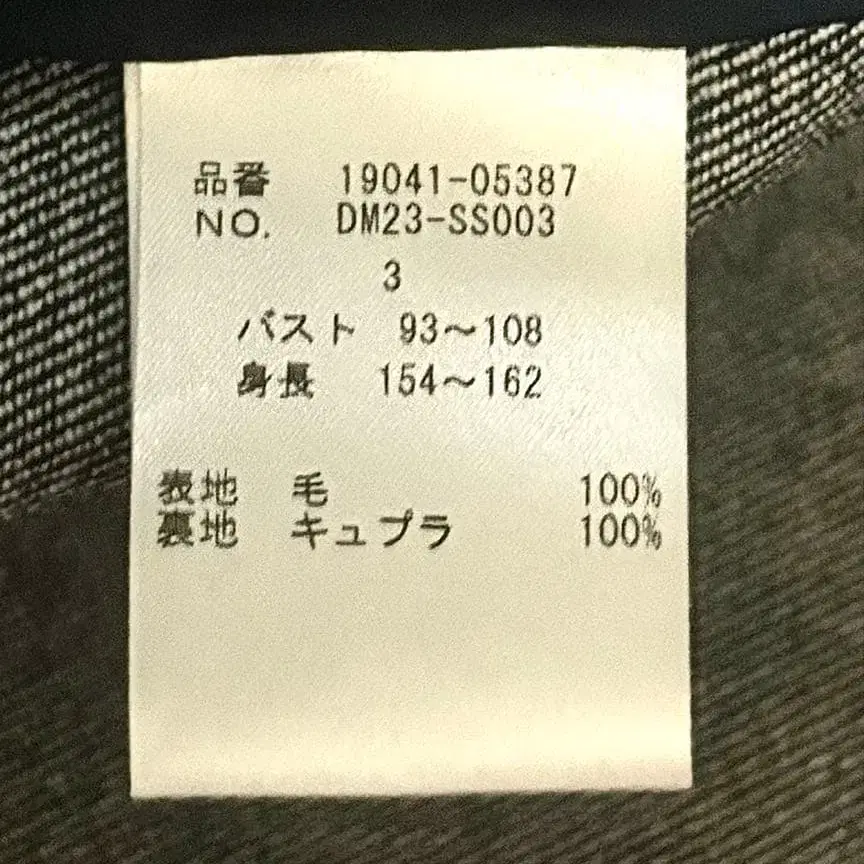 品番 19041-05387
NO. DM23-SS003
3
バスト 93～108
身長 154～162
表地 毛 100%
裏地 キュプラ 100%